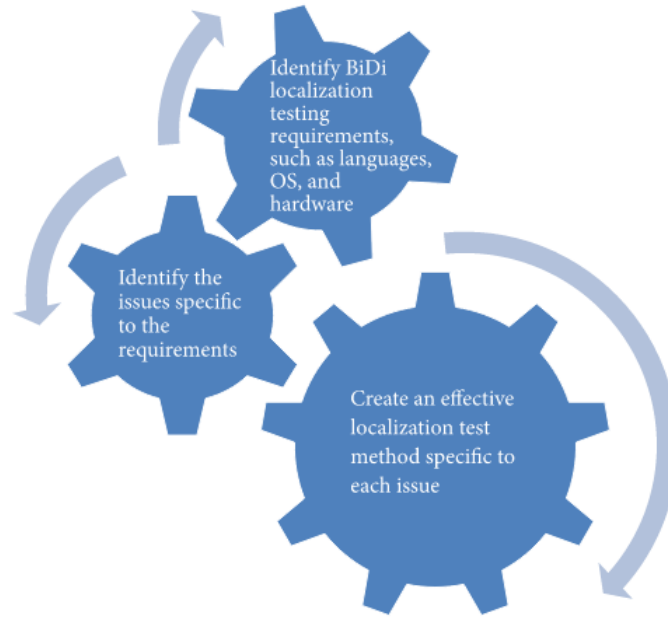 Identify BiDi
localization
testing
requirements,
such as languages,
OS, and
hardware
Identify the
issues specific
to the
requirements
Create an effective
localization test
method specific to
each issue